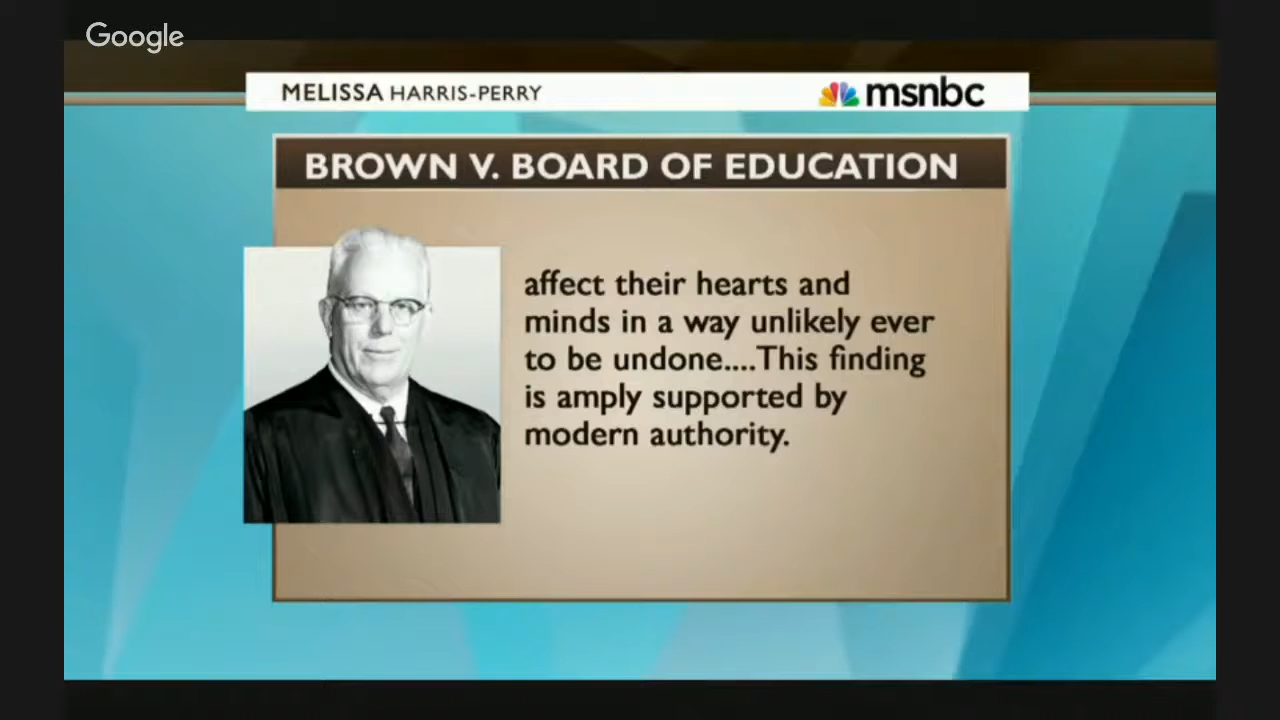 Google
MELISSA HARRIS-PERRY
msnbc
BROWN V. BOARD OF EDUCATION
affect their hearts and
minds in a way unlikely ever
to be undone....This finding
is amply supported by
modern authority.